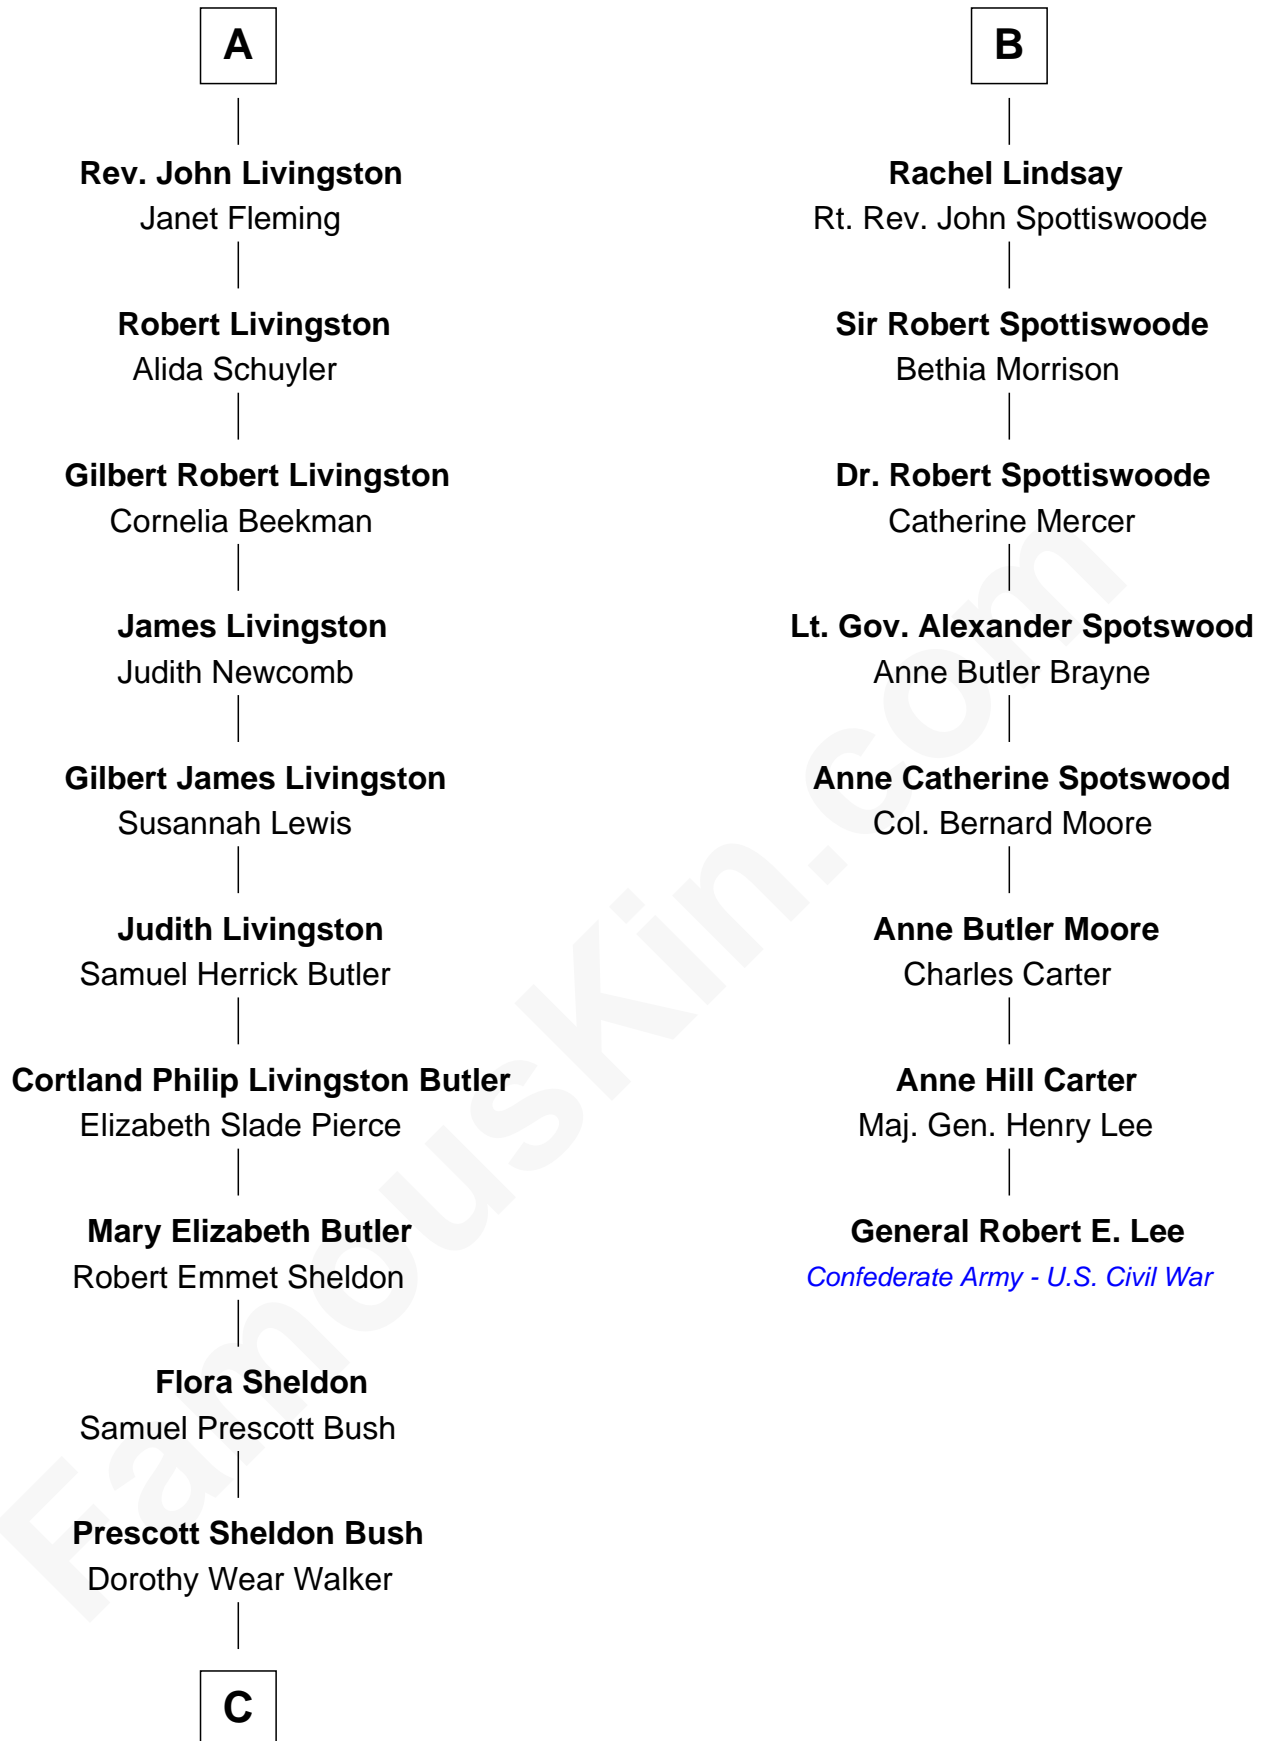 A
Rev. John Livingston
Janet Fleming
Robert Livingston
Alida Schuyler
Gilbert Robert Livingston
Cornelia Beekman
James Livingston
Judith Newcomb
Gilbert James Livingston
Susannah Lewis
Judith Livingston
Samuel Herrick Butler
Cortland Philip Livingston Butler
Elizabeth Slade Pierce
Mary Elizabeth Butler
Robert Emmet Sheldon
Flora Sheldon
Samuel Prescott Bush
Prescott Sheldon Bush
Dorothy Wear Walker
C
B
Rachel Lindsay
Rt. Rev. John Spottiswoode
Sir Robert Spottiswoode
Bethia Morrison
Dr. Robert Spottiswoode
Catherine Mercer
Lt. Gov. Alexander Spotswood
Anne Butler Brayne
Anne Catherine Spotswood
Col. Bernard Moore
Anne Butler Moore
Charles Carter
Anne Hill Carter
Maj. Gen. Henry Lee
General Robert E. Lee
Confederate Army - U.S. Civil War
FamousKin.com